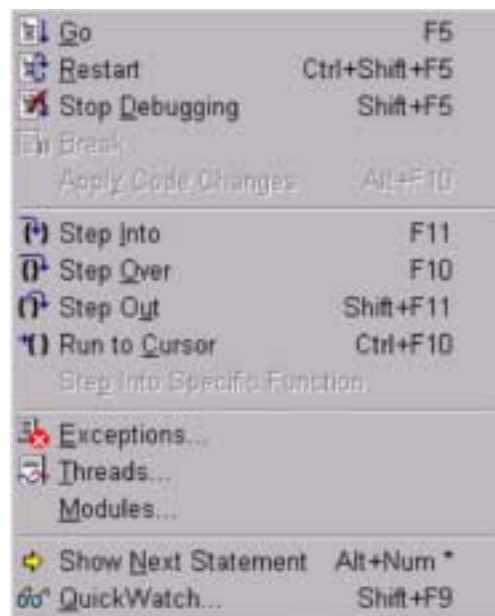 Go F5
Restart Ctrl+Shift+F5
Stop Debugging Shift+F5
Break
Apply Code Changes Alt+F10
Step Into F11
Step Over F10
Step Out Shift+F11
Run to Cursor Ctrl+F10
Step Into Specific Function
Exceptions...
Threads...
Modules...
Show Next Statement Alt+Num *
QuickWatch... Shift+F9